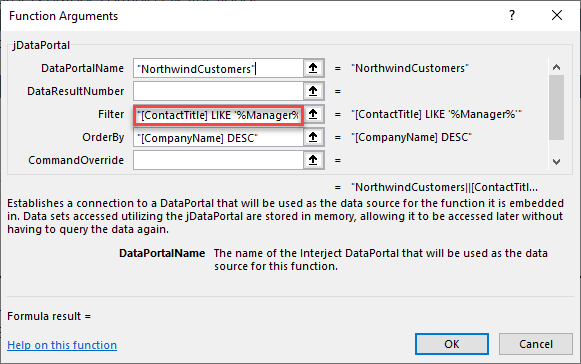 Function Arguments
jDataPortal
DataPortalName "NorthwindCustomers" = "NorthwindCustomers"
DataResultNumber =
Filter "[ContactTitle] LIKE '%Manager% = "[ContactTitle] LIKE '%Manager%'"
OrderBy "[CompanyName] DESC" = "[CompanyName] DESC"
CommandOverride =
= "NorthwindCustomers||[ContactTitl...
Establishes a connection to a DataPortal that will be used as the data source for the function it is embedded
in. Data sets accessed utilizing the jDataPortal are stored in memory, allowing it to be accessed later without
having to query the data again.
DataPortalName The name of the Interject DataPortal that will be used as the data
source for this function.
Formula result =
Help on this function
OK Cancel